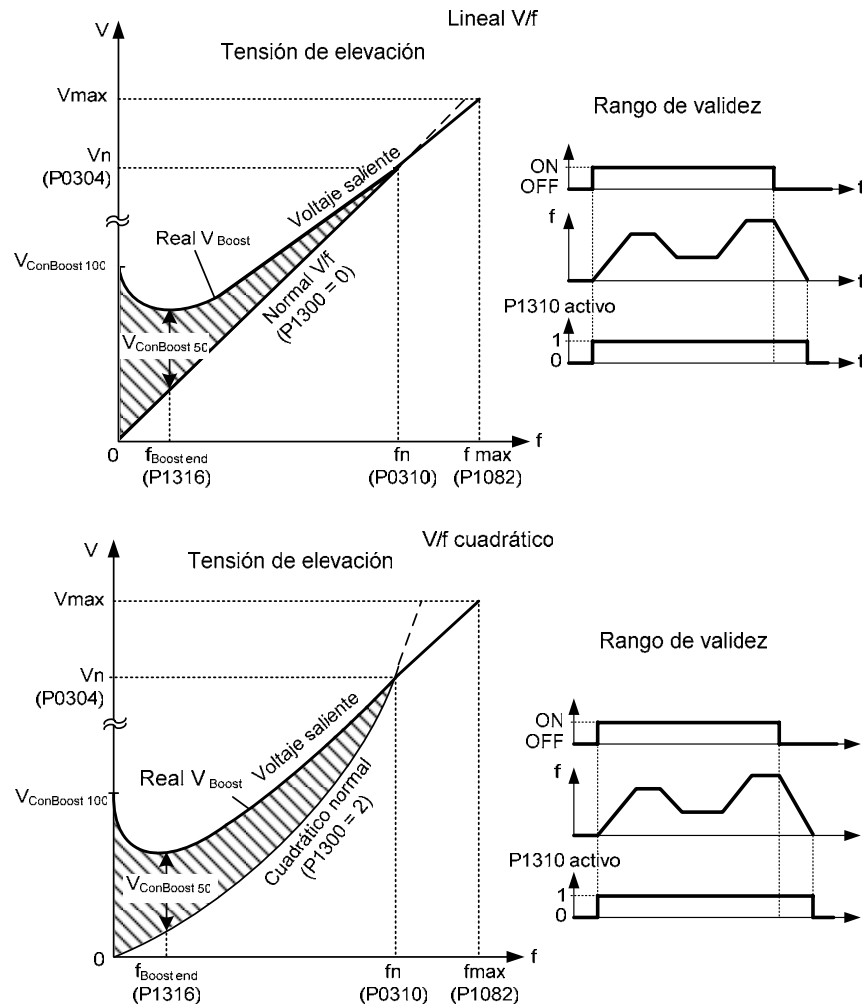 Lineal V/f
V
Tensión de elevación
Vmax
Vn
(P0304)
Voltaje saliente
Real V Boost
Normal V/f
(P1300 = 0)
VConBoost 100
VConBoost 50
0
f
fBoost end
(P1316)
fn
(P0310)
f max
(P1082)
Rango de validez
ON
OFF
t
f
t
P1310 activo
1
0
t
V/f cuadrático
V
Tensión de elevación
Vmax
Vn
(P0304)
Voltaje saliente
Real V Boost
Cuadrático normal
(P1300 = 2)
VConBoost 100
VConBoost 50
0
f
fBoost end
(P1316)
fn
(P0310)
fmax
(P1082)
Rango de validez
ON
OFF
f
P1310 activo
1
0